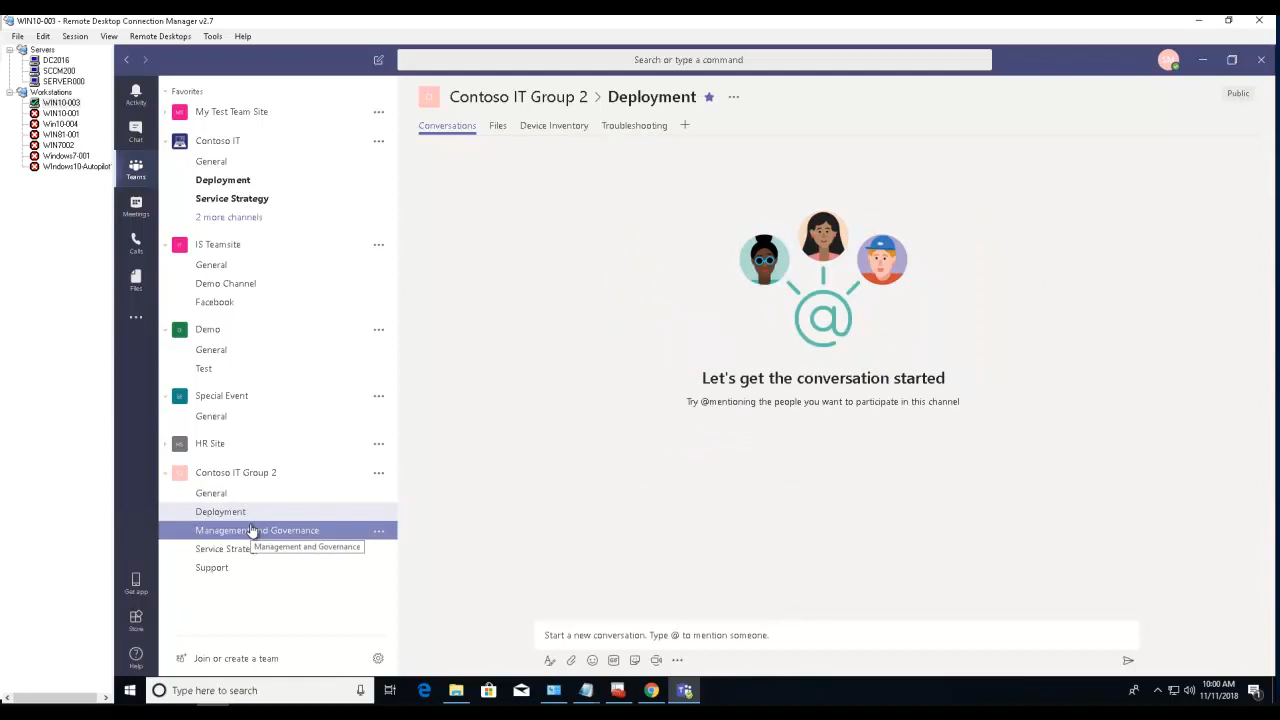 WIN10-003 - Remote Desktop Connection Manager v2.7
File Edit Session View Remote Desktops Tools Help
Servers
DC2016
SCCM200
SERVER000
Workstations
WIN10-003
WIN10-001
Win10-004
WIN81-001
WIN7002
Windows7-001
WIndows10-Autopilot
Search or type a command
Activity
Chat
Teams
Meetings
Calls
Files
Get app
Store
Help
Favorites
My Test Team Site
Contoso IT
General
Deployment
Service Strategy
2 more channels
IS Teamsite
General
Demo Channel
Facebook
Demo
General
Test
Special Event
General
HR Site
Contoso IT Group 2
General
Deployment
Management and Governance
Management and Governance
Service Strate
Support
Join or create a team
Contoso IT Group 2 > Deployment
Public
Conversations Files Device Inventory Troubleshooting +
Let's get the conversation started
Try @mentioning the people you want to participate in this channel
Start a new conversation. Type @ to mention someone.
Type here to search
10:00 AM
11/11/2018